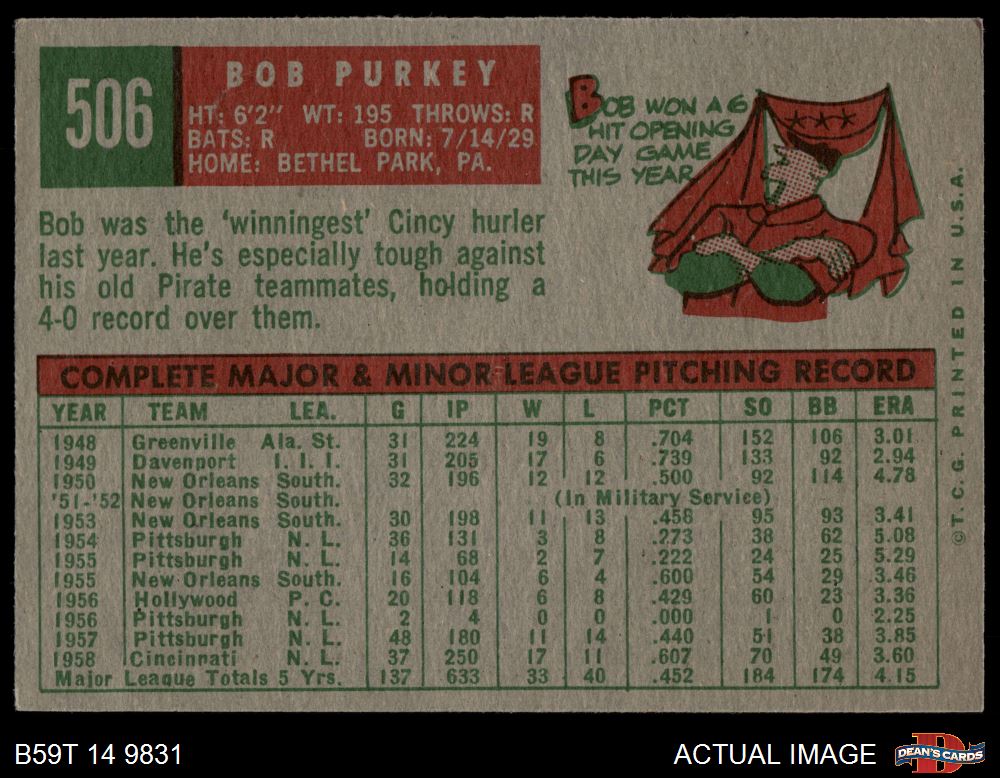 506
BOB PURKEY
HT: 6'2" WT: 195 THROWS: R
BATS: R BORN: 7/14/29
HOME: BETHEL PARK, PA.
BOB WON A 6
HIT OPENING
DAY GAME
THIS YEAR
Bob was the 'winningest' Cincy hurler
last year. He's especially tough against
his old Pirate teammates, holding a
4-0 record over them.
COMPLETE MAJOR & MINOR LEAGUE PITCHING RECORD
YEAR TEAM LEA. G IP W L PCT SO BB ERA
1948 Greenville Ala. St. 31 224 19 8 .704 152 106 3.01
1949 Davenport I. I. I. 31 205 17 6 .739 133 92 2.94
1950 New Orleans South. 32 196 12 12 .500 92 114 4.78
'51-'52 New Orleans South. (In Military Service)
1953 New Orleans South. 30 198 11 13 .458 95 93 3.41
1954 Pittsburgh N. L. 36 131 3 8 .273 38 62 5.08
1955 Pittsburgh N. L. 14 68 2 7 .222 24 25 5.29
1955 New Orleans South. 16 104 6 4 .600 54 29 3.46
1956 Hollywood P. C. 20 118 6 8 .429 60 23 3.36
1956 Pittsburgh N. L. 2 4 0 0 .000 1 0 2.25
1957 Pittsburgh N. L. 48 180 11 14 .440 51 38 3.85
1958 Cincinnati N. L. 37 250 17 11 .607 70 49 3.60
Major League Totals 5 Yrs. 137 633 33 40 .452 184 174 4.15
©T. C. G. PRINTED IN U.S.A.
B59T 14 9831
ACTUAL IMAGE
DEAN'S CARDS